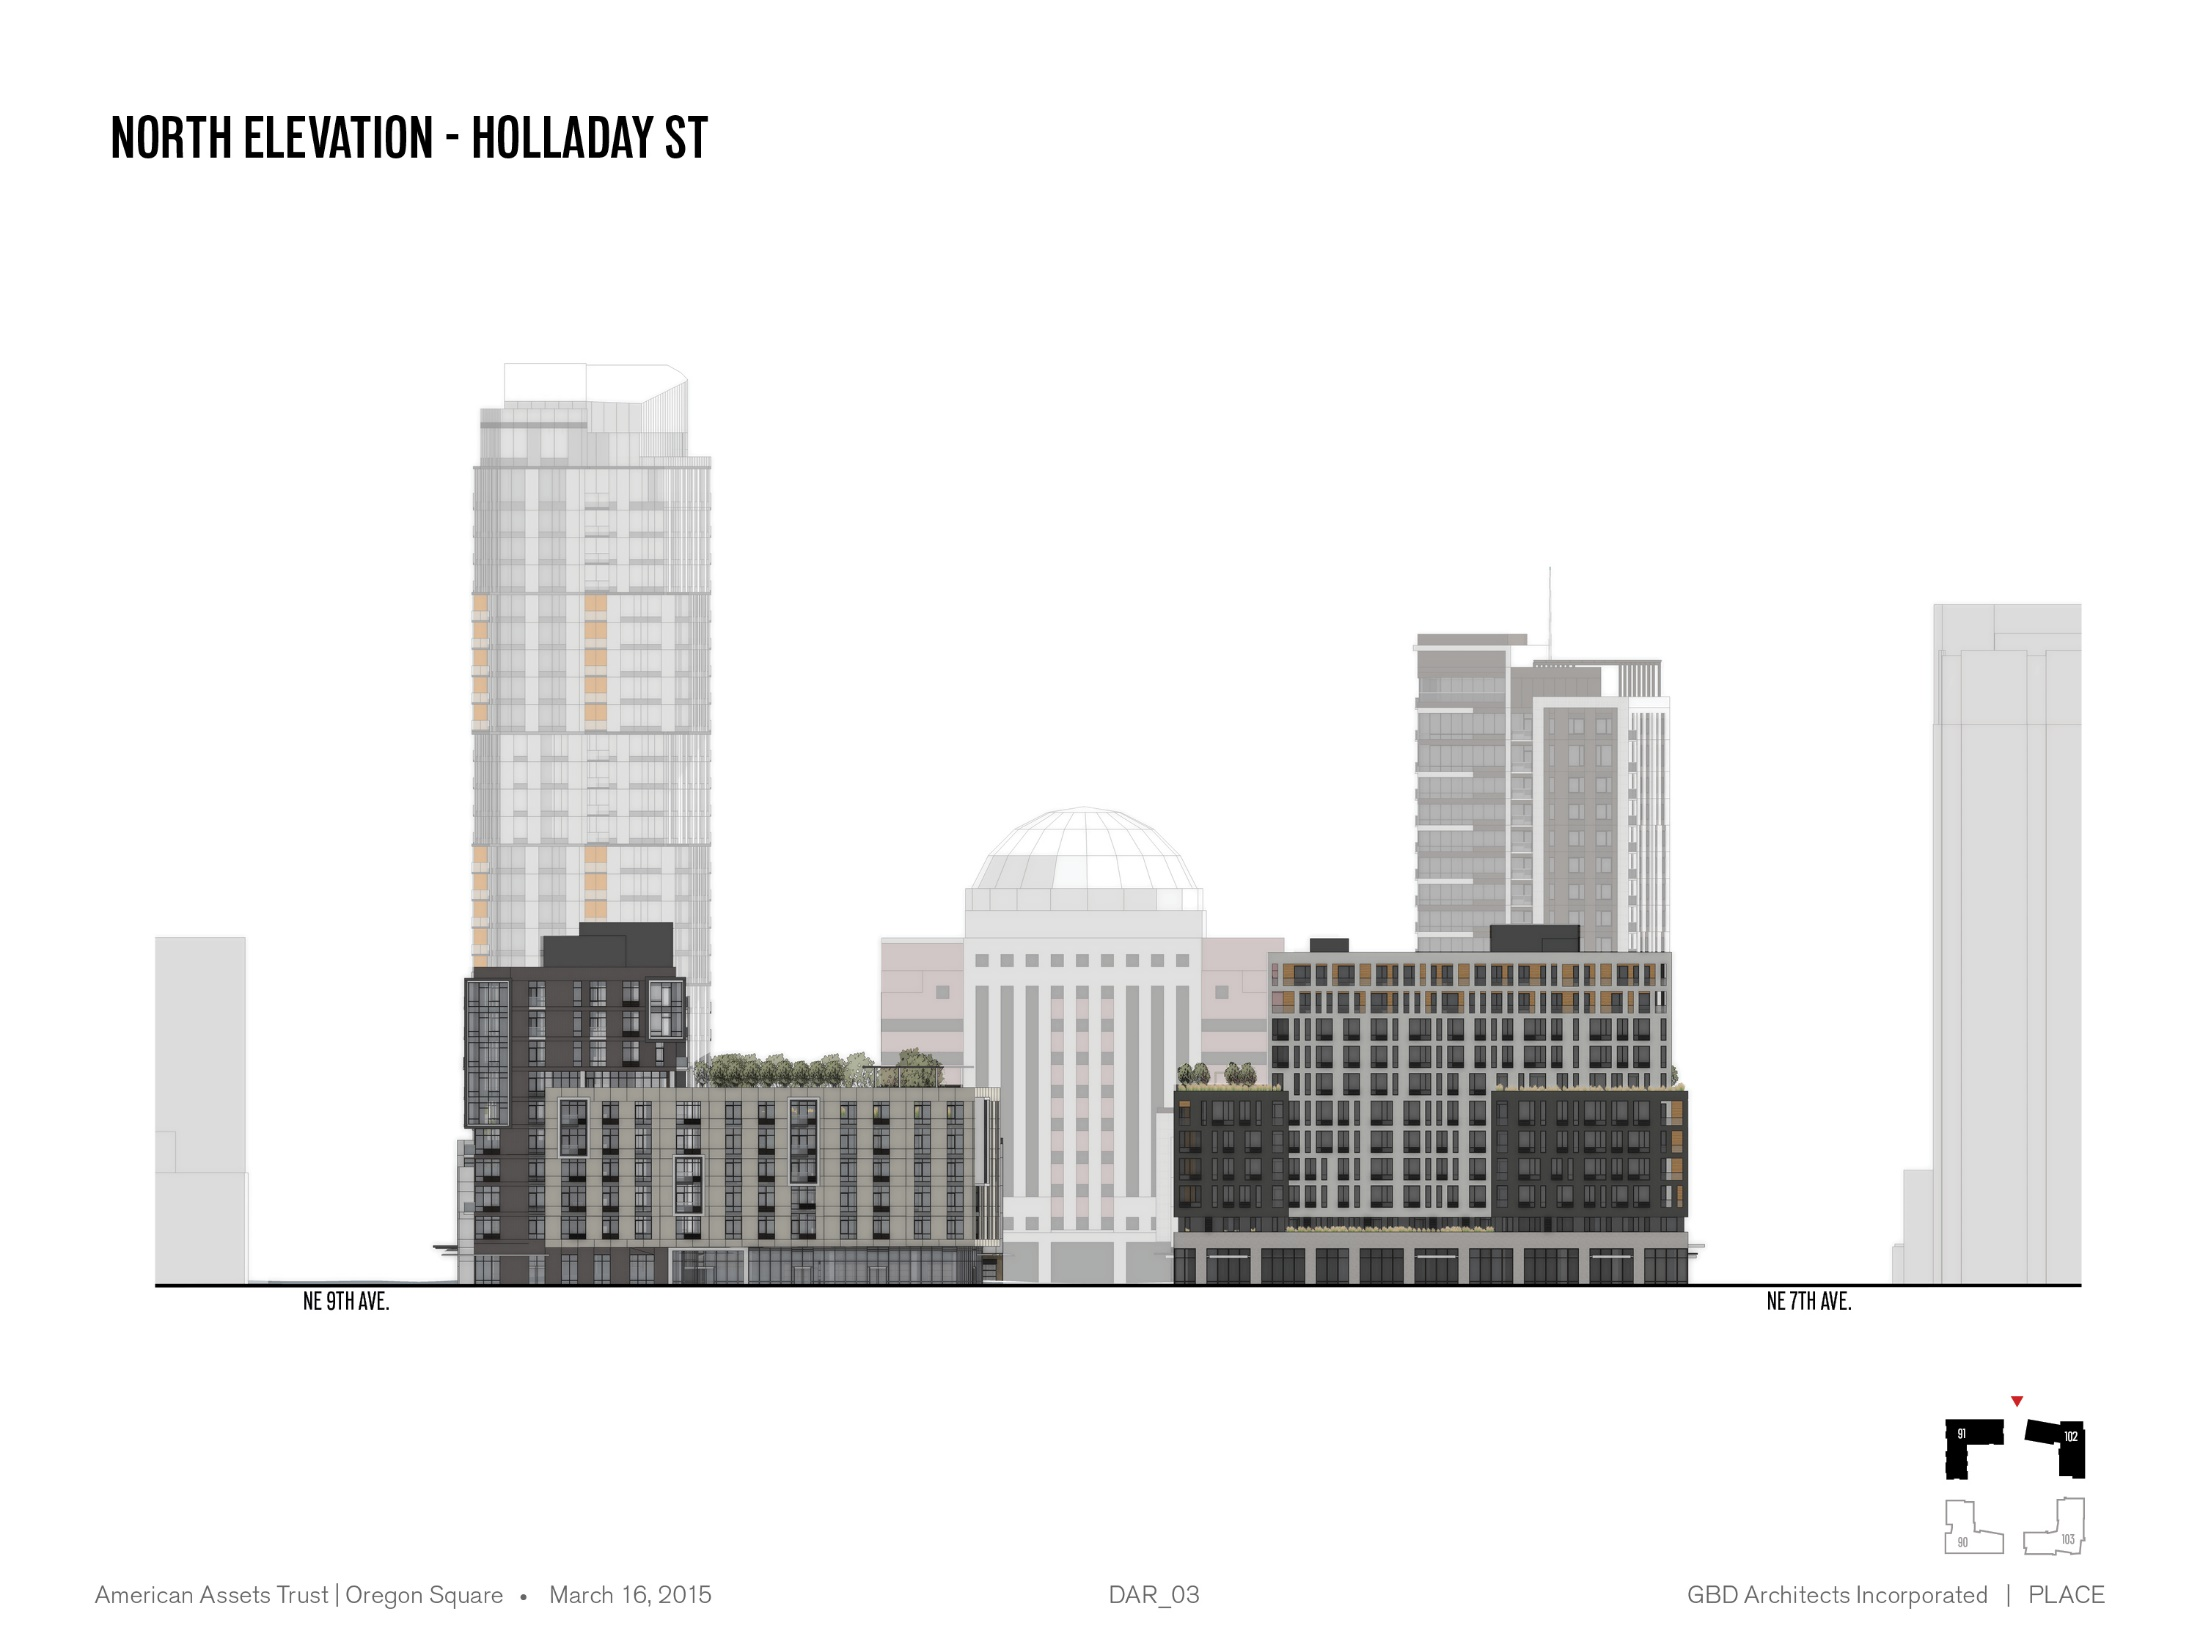 NORTH ELEVATION - HOLLADAY ST
NE 9TH AVE.
NE 7TH AVE.
91
102
90
103
American Assets Trust | Oregon Square • March 16, 2015
DAR_03
GBD Architects Incorporated | PLACE